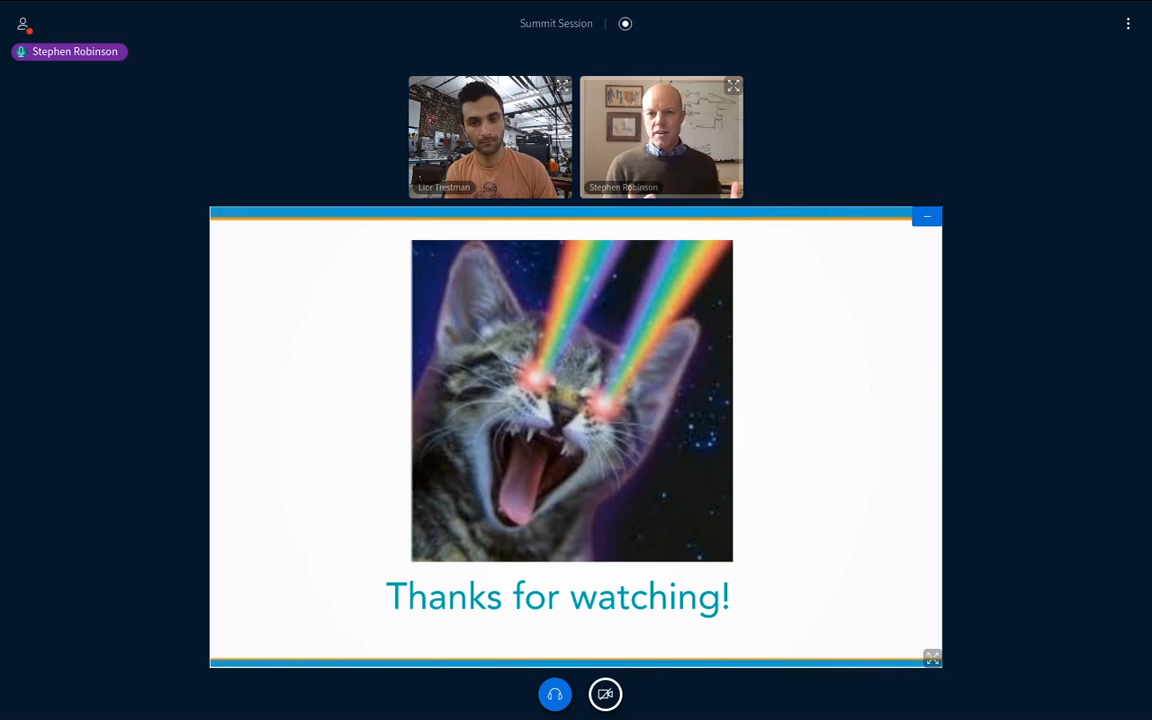 Summit Session
Stephen Robinson
Lior Trestman
Stephen Robinson
Thanks for watching!